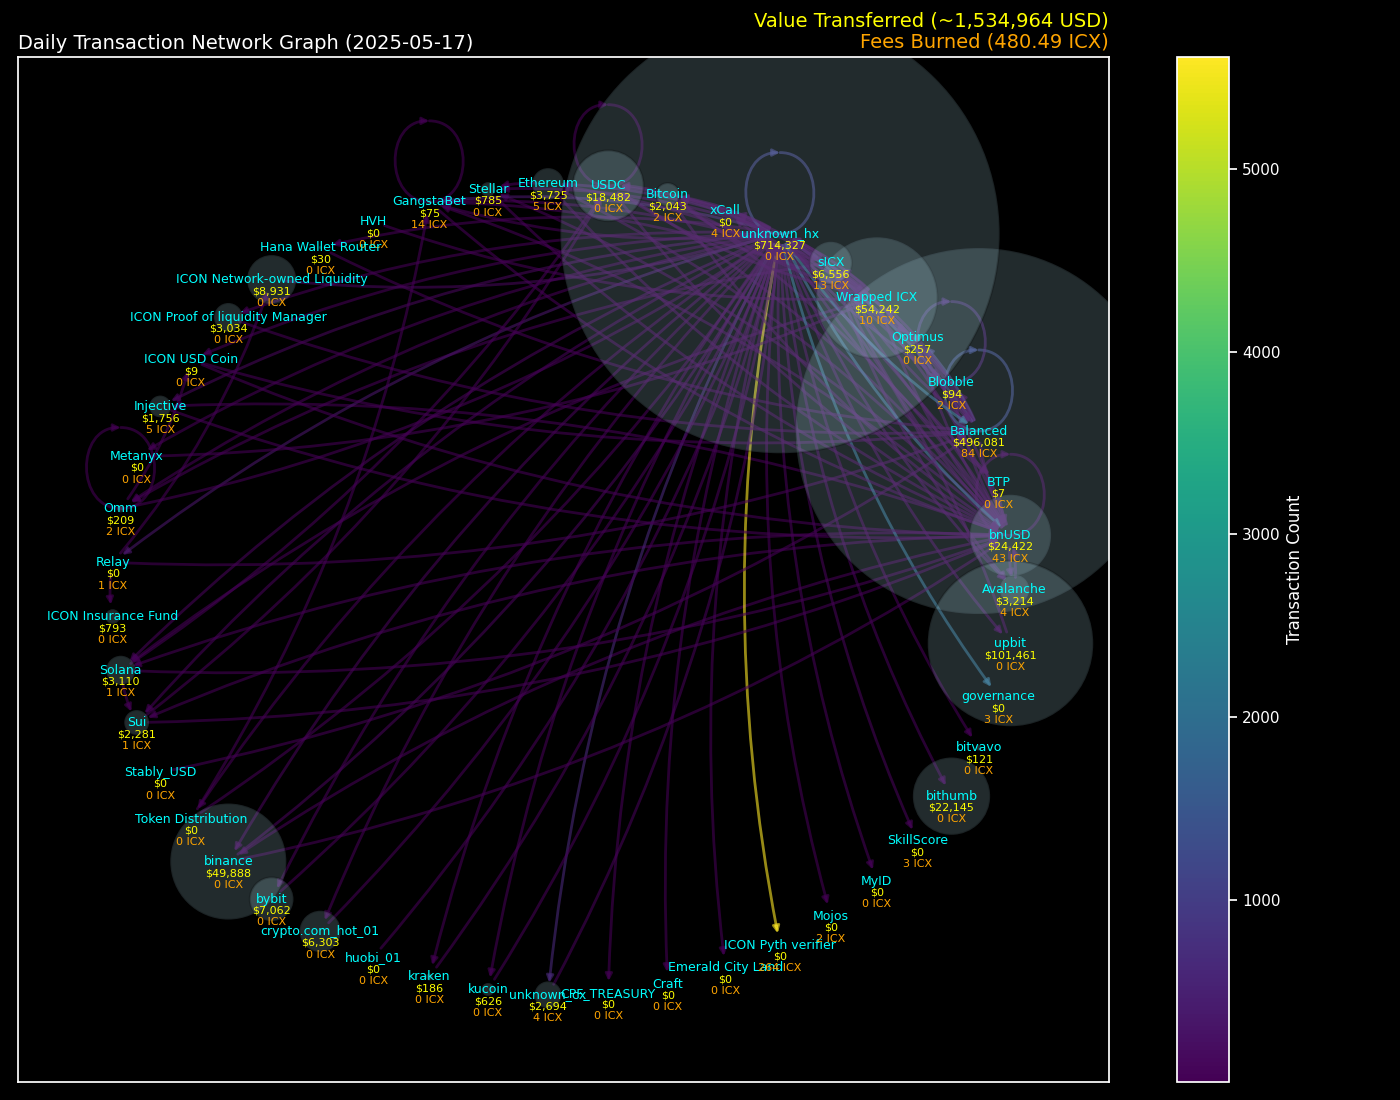 Value Transferred (~1,534,964 USD)
Daily Transaction Network Graph (2025-05-17)
Fees Burned (480.49 ICX)
Stellar
$785
0 ICX
Ethereum
$3,725
5 ICX
USDC
$18,482
0 ICX
Bitcoin
$2,043
2 ICX
GangstaBet
$75
14 ICX
xCall
$0
4 ICX
HVH
$0
0 ICX
unknown_hx
$714,327
0 ICX
Hana Wallet Router
$30
0 ICX
sICX
$6,556
13 ICX
ICON Network-owned Liquidity
$8,931
0 ICX
Wrapped ICX
$54,242
10 ICX
ICON Proof of liquidity Manager
$3,034
0 ICX
Optimus
$257
0 ICX
ICON USD Coin
$9
0 ICX
Blobble
$94
2 ICX
Injective
$1,756
5 ICX
Balanced
$496,081
84 ICX
Metanyx
$0
0 ICX
BTP
$7
0 ICX
Omm
$209
2 ICX
bnUSD
$24,422
43 ICX
Relay
$0
1 ICX
Avalanche
$3,214
4 ICX
ICON Insurance Fund
$793
0 ICX
upbit
$101,461
0 ICX
Solana
$3,110
1 ICX
governance
$0
3 ICX
Sui
$2,281
1 ICX
bitvavo
$121
0 ICX
Stably_USD
$0
0 ICX
bithumb
$22,145
0 ICX
Token Distribution
$0
0 ICX
SkillScore
$0
3 ICX
binance
$49,888
0 ICX
MyID
$0
0 ICX
bybit
$7,062
0 ICX
Mojos
$0
2 ICX
crypto.com_hot_01
$6,303
0 ICX
ICON Pyth verifier
$0
ICX
huobi_01
$0
0 ICX
Emerald City Land
$0
0 ICX
kraken
$186
0 ICX
Craft
$0
0 ICX
kucoin
$626
0 ICX
$2,694
4 ICX
CPS_TREASURY
$0
0 ICX
5000
4000
3000
2000
1000
Transaction Count